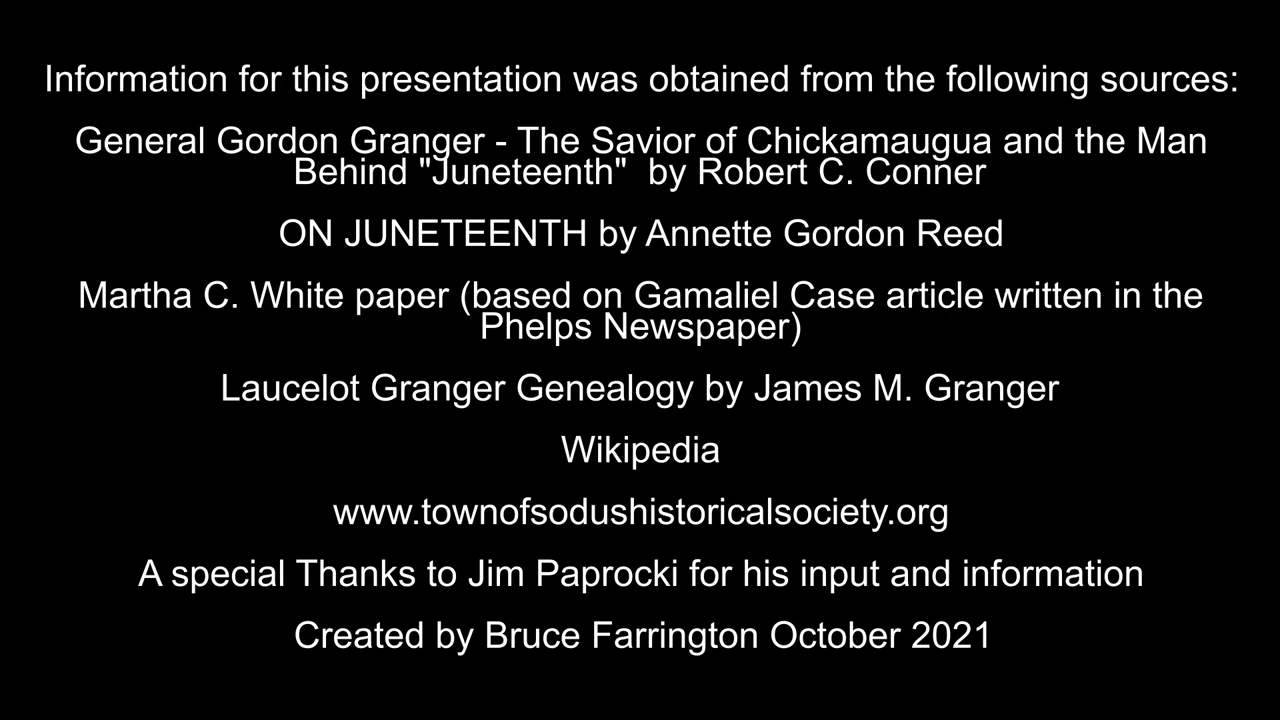 Information for this presentation was obtained from the following sources:
General Gordon Granger - The Savior of Chickamaugua and the Man
Behind "Juneteenth"  by Robert C. Conner
ON JUNETEENTH by Annette Gordon Reed
Martha C. White paper (based on Gamaliel Case article written in the
Phelps Newspaper)
Laucelot Granger Genealogy by James M. Granger
Wikipedia
www.townofsodushistoricalsociety.org
A special Thanks to Jim Paprocki for his input and information
Created by Bruce Farrington October 2021